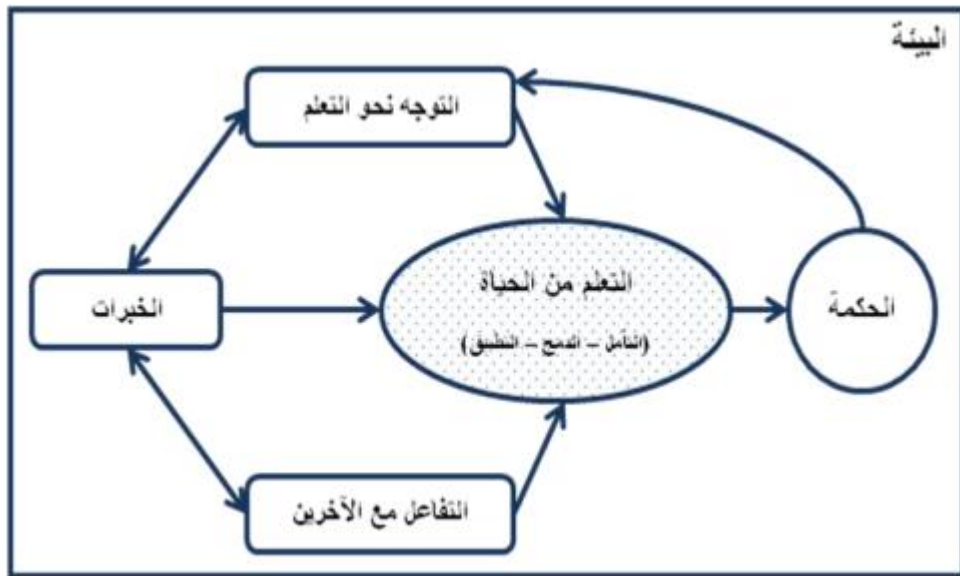 البيئة
التوجه نحو التعلم
الخبرات
التعلم من الحياة
(التأمل – الدمج – التطبيق)
الحكمة
التفاعل مع الآخرين